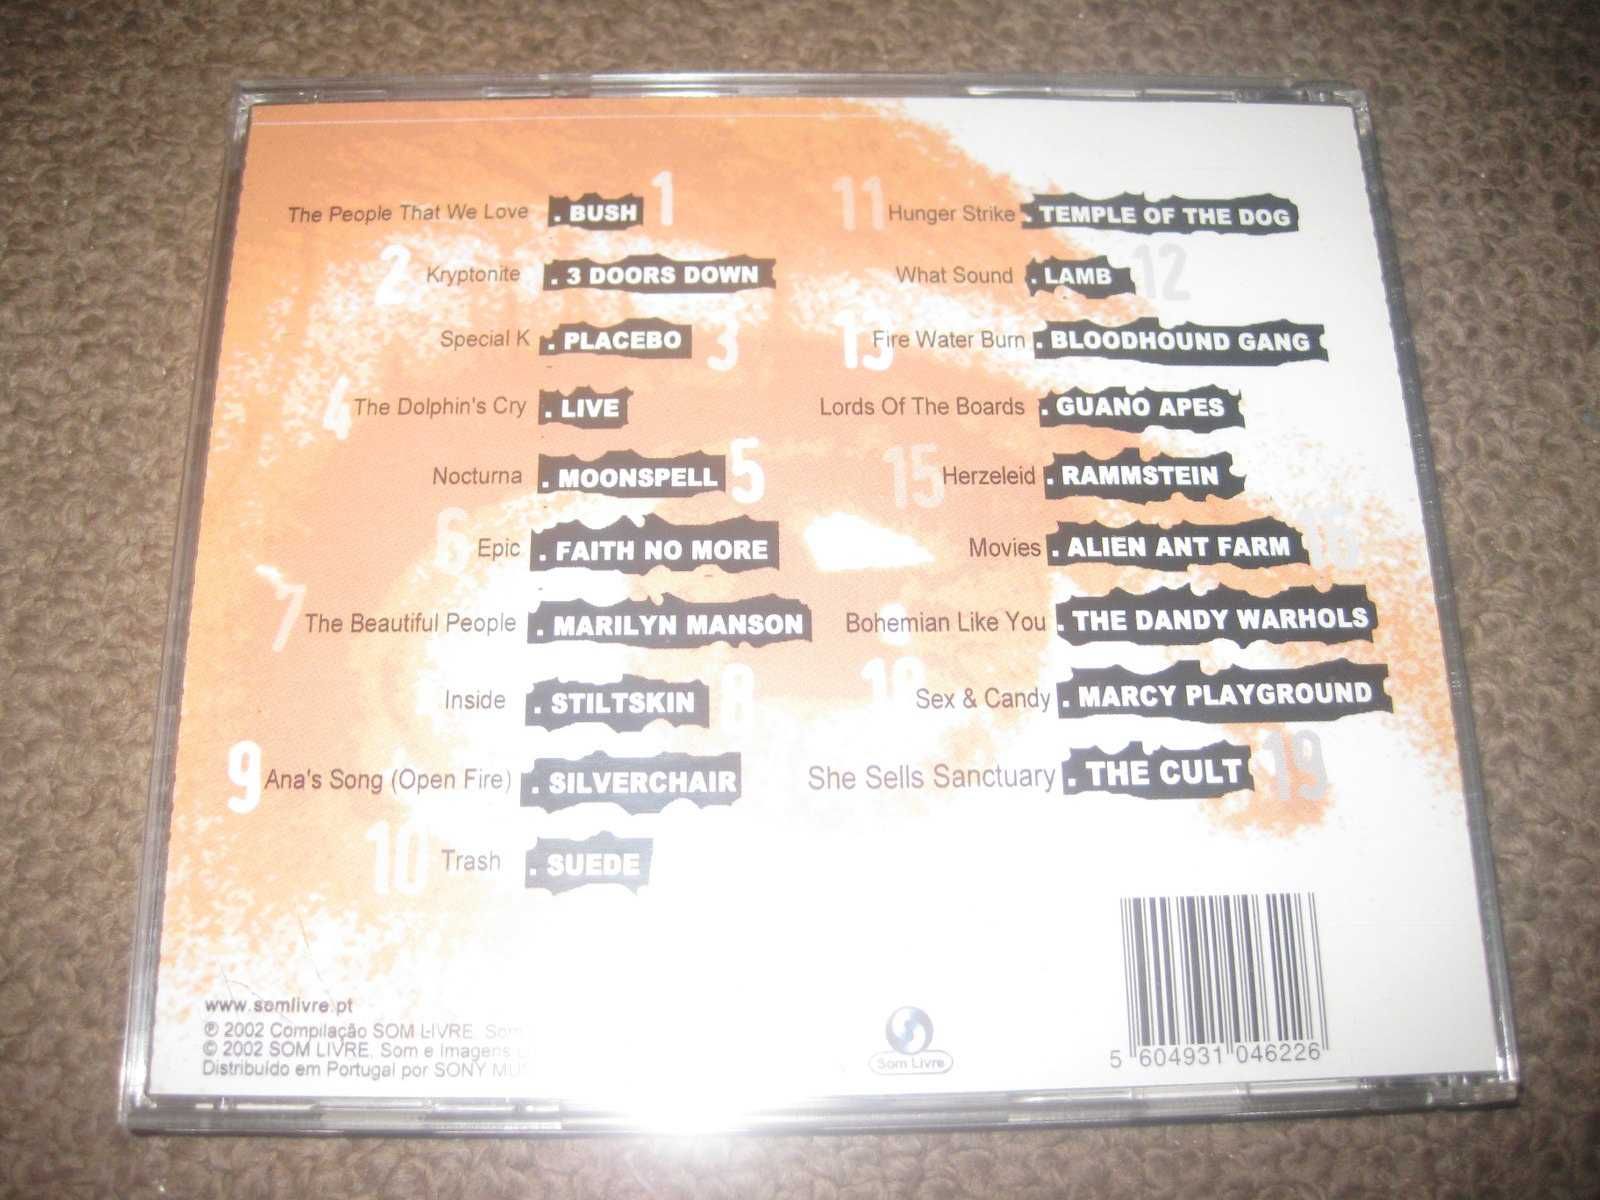 The People That We Love . BUSH 1
2 Kryptonite . 3 DOORS DOWN
Special K . PLACEBO 3
4 The Dolphin's Cry . LIVE
Nocturna . MOONSPELL 5
6 Epic . FAITH NO MORE
7 The Beautiful People . MARILYN MANSON
Inside . STILTSKIN 8
9 Ana's Song (Open Fire) . SILVERCHAIR
10 Trash . SUEDE
11 Hunger Strike . TEMPLE OF THE DOG
What Sound . LAMB 12
13 Fire Water Burn . BLOODHOUND GANG
Lords Of The Boards . GUANO APES
15 Herzeleid . RAMMSTEIN
Movies . ALIEN ANT FARM 16
Bohemian Like You . THE DANDY WARHOLS
18 Sex & Candy . MARCY PLAYGROUND
She Sells Sanctuary . THE CULT 19
www.somlivre.pt
℗ 2002 Compilação SOM LIVRE, Som
© 2002 SOM LIVRE, Som e Imagens
Distribuído em Portugal por SONY
Som Livre
5 604931 046226